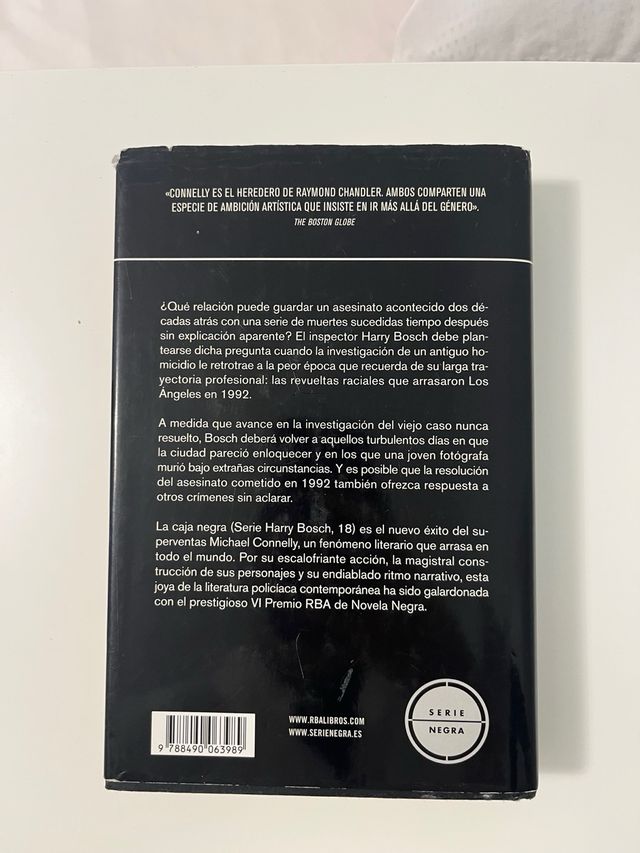 «CONNELLY ES EL HEREDERO DE RAYMOND CHANDLER. AMBOS COMPARTEN UNA
ESPECIE DE AMBICIÓN ARTÍSTICA QUE INSISTE EN IR MÁS ALLÁ DEL GÉNERO».
THE BOSTON GLOBE
¿Qué relación puede guardar un asesinato acontecido dos dé-
cadas atrás con una serie de muertes sucedidas tiempo después
sin explicación aparente? El inspector Harry Bosch debe plan-
tearse dicha pregunta cuando la investigación de un antiguo ho-
micidio le retrotrae a la peor época que recuerda de su larga tra-
yectoria profesional: las revueltas raciales que arrasaron Los
Ángeles en 1992.
A medida que avance en la investigación del viejo caso nunca
resuelto, Bosch deberá volver a aquellos turbulentos días en que
la ciudad pareció enloquecer y en los que una joven fotógrafa
murió bajo extrañas circunstancias. Y es posible que la resolución
del asesinato cometido en 1992 también ofrezca respuesta a
otros crímenes sin aclarar.
La caja negra (Serie Harry Bosch, 18) es el nuevo éxito del su-
perventas Michael Connelly, un fenómeno literario que arrasa en
todo el mundo. Por su escalofriante acción, la magistral cons-
trucción de sus personajes y su endiablado ritmo narrativo, esta
joya de la literatura policíaca contemporánea ha sido galardonada
con el prestigioso VI Premio RBA de Novela Negra.
WWW.RBALIBROS.COM
WWW.SERIENEGRA.ES
SERIE
NEGRA
9 788490 063989